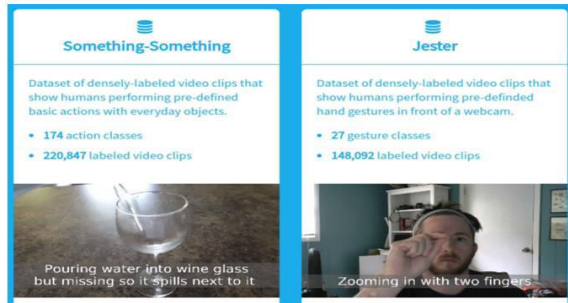 Something-Something
Dataset of densely-labeled video clips that
show humans performing pre-defined
basic actions with everyday objects.
• 174 action classes
• 220,847 labeled video clips
Pouring water into wine glass
but missing so it spills next to it
Jester
Dataset of densely-labeled video clips that
show humans performing pre-definded
hand gestures in front of a webcam.
• 27 gesture classes
• 148,092 labeled video clips
Zooming in with two fingers